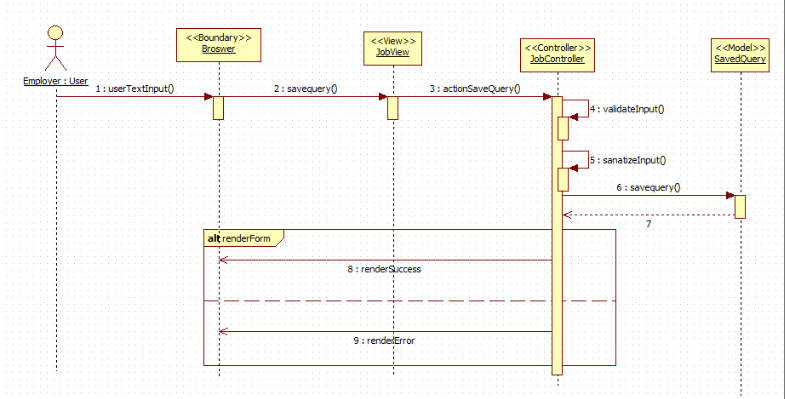 <<Boundary>>
Broswer
<<View>>
JobView
<<Controller>>
JobController
<<Model>>
SavedQuery
Employer : User
1 : userTextInput()
2 : savequery()
3 : actionSaveQuery()
4 : validateInput()
5 : sanatizeInput()
6 : savequery()
7
alt renderForm
8 : renderSuccess
9 : renderError